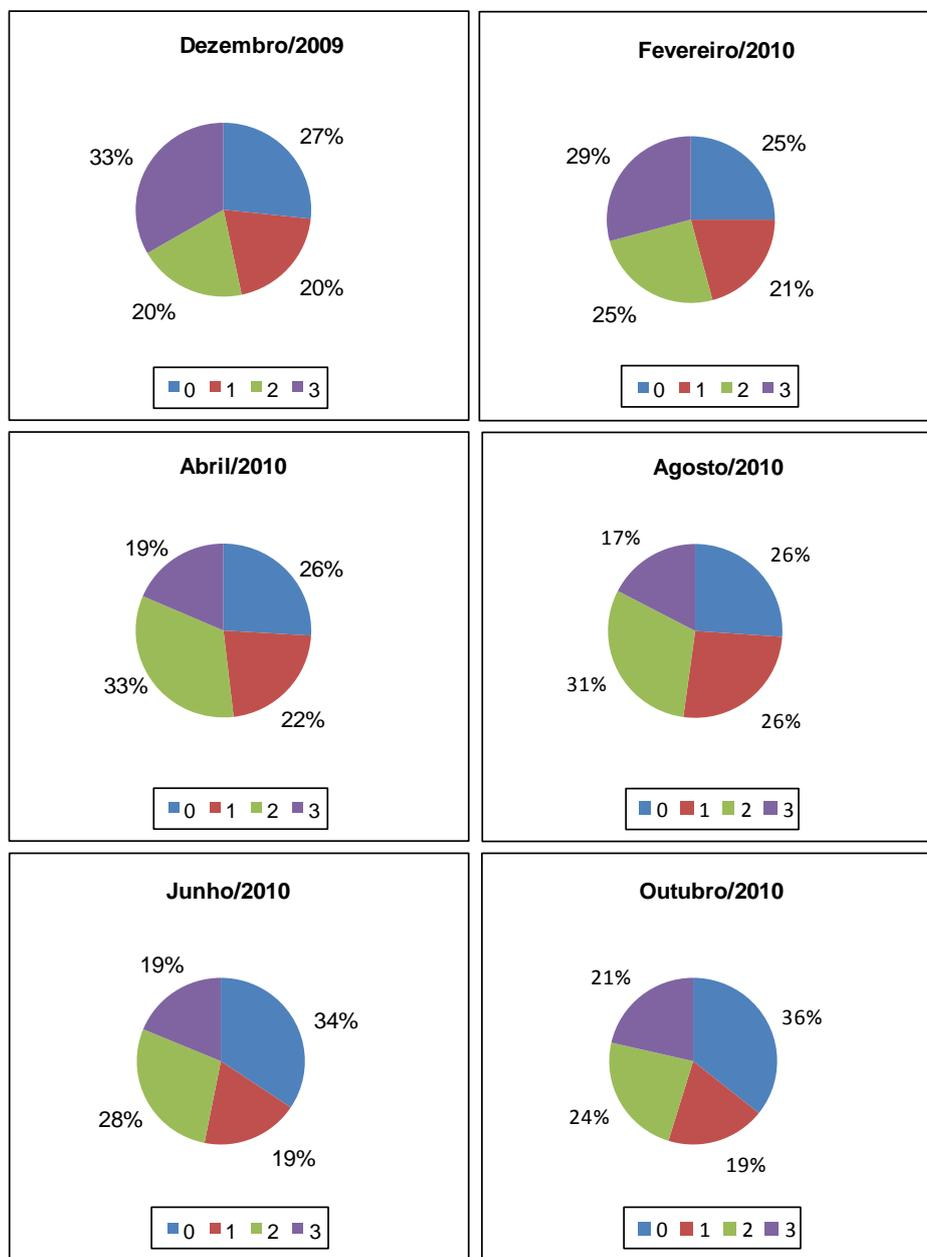 Dezembro/2009
27%
20%
20%
33%
0 1 2 3
Fevereiro/2010
25%
21%
25%
29%
0 1 2 3
Abril/2010
26%
22%
33%
19%
0 1 2 3
Agosto/2010
26%
26%
31%
17%
0 1 2 3
Junho/2010
34%
19%
28%
19%
0 1 2 3
Outubro/2010
36%
19%
24%
21%
0 1 2 3